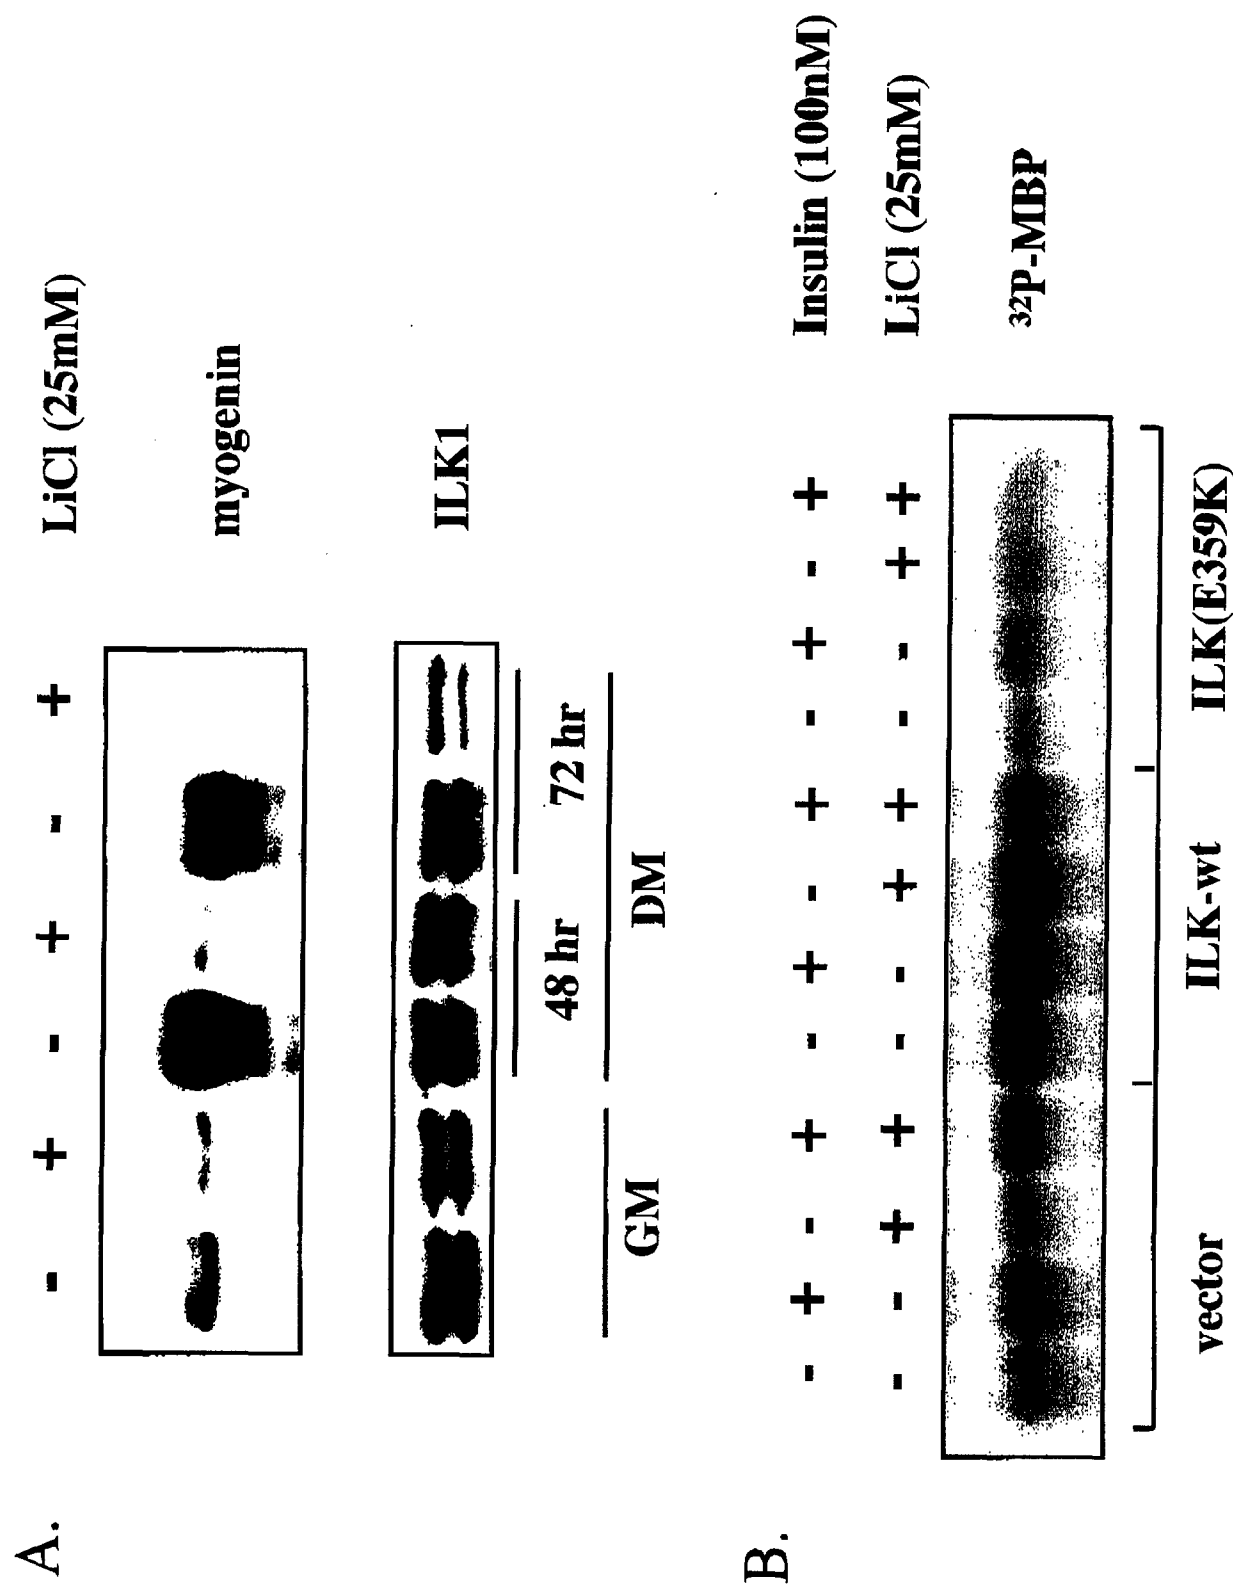 A.
- + - + - + LiCl (25mM)
myogenin
ILK1
48 hr 72 hr
GM DM
B.
- + - + - + - + - + - + Insulin (100nM)
- - + + - - + + - - + + LiCl (25mM)
³²P-MBP
vector ILK-wt ILK(E359K)